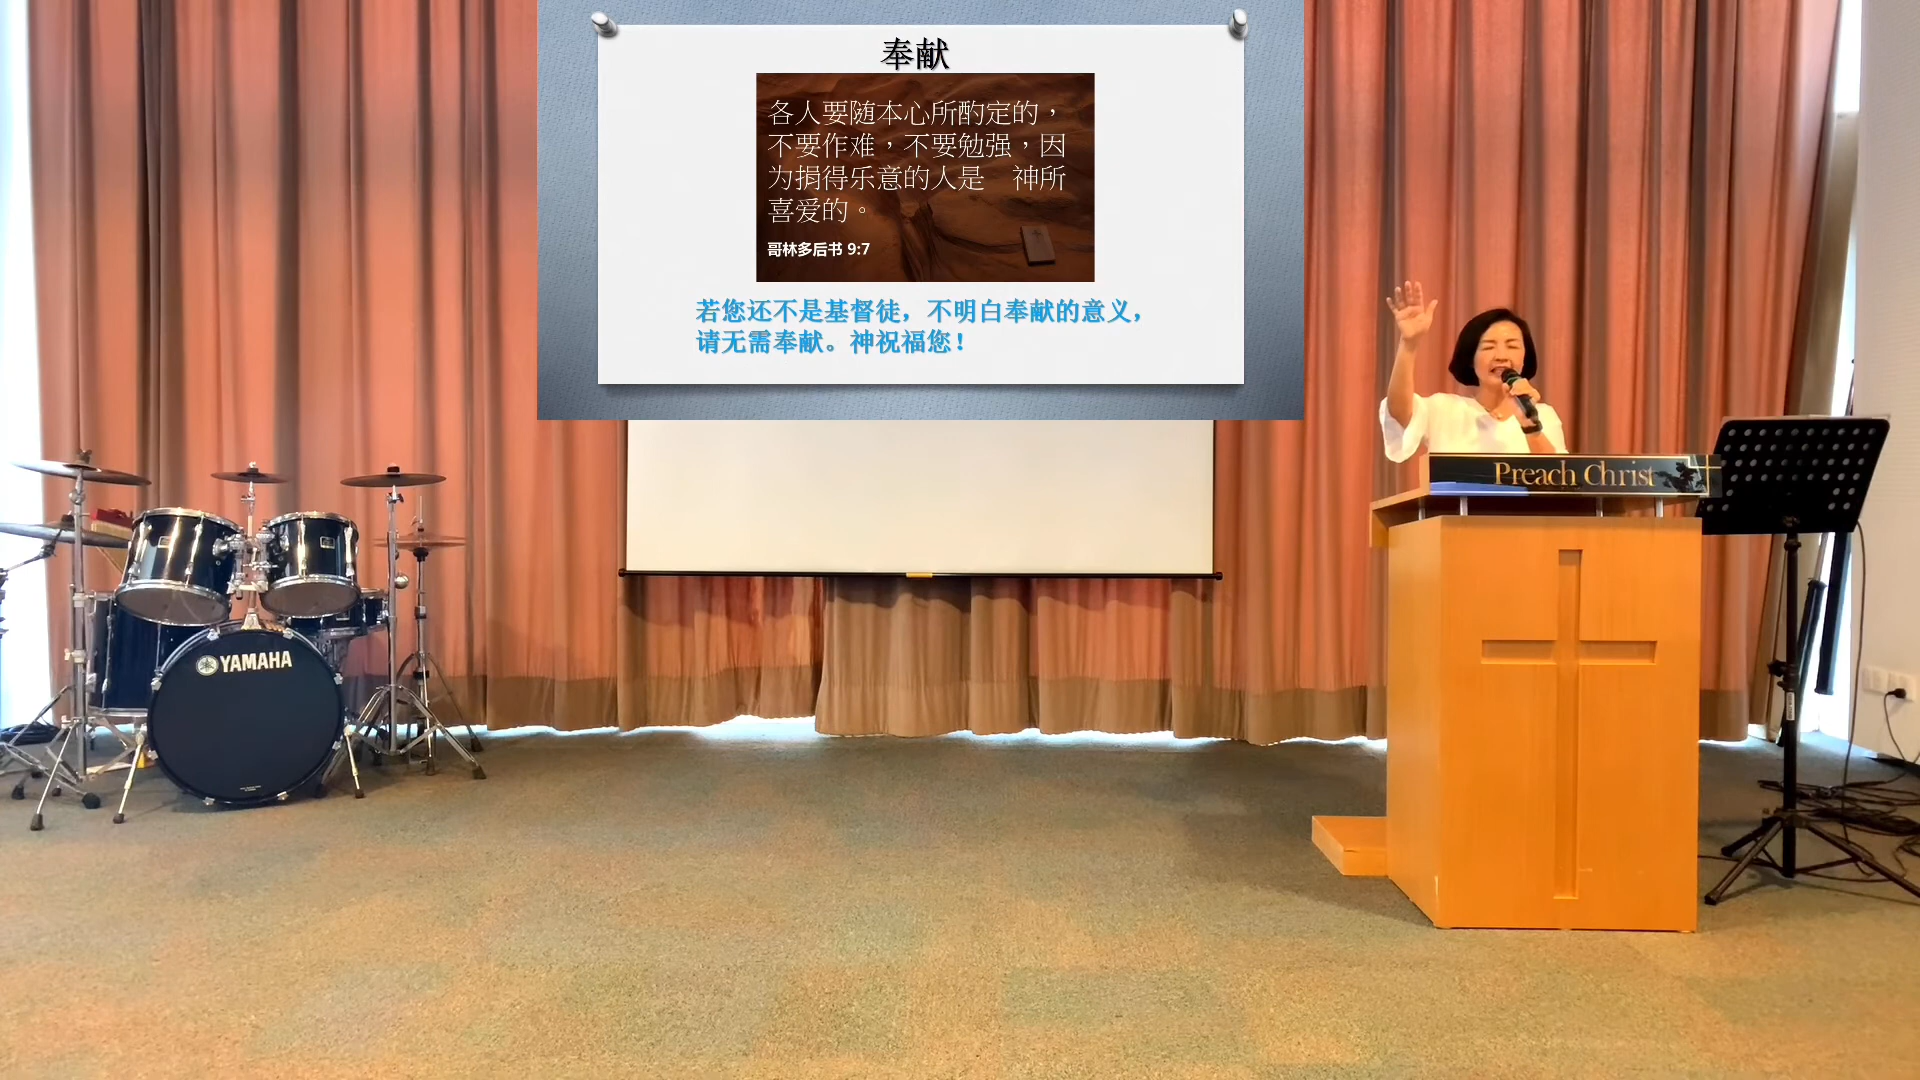 奉献
各人要随本心所酌定的，
不要作难，不要勉强，因
为捐得乐意的人是　神所
喜爱的。
哥林多后书 9:7
若您还不是基督徒，不明白奉献的意义，
请无需奉献。神祝福您！
Preach Christ
YAMAHA